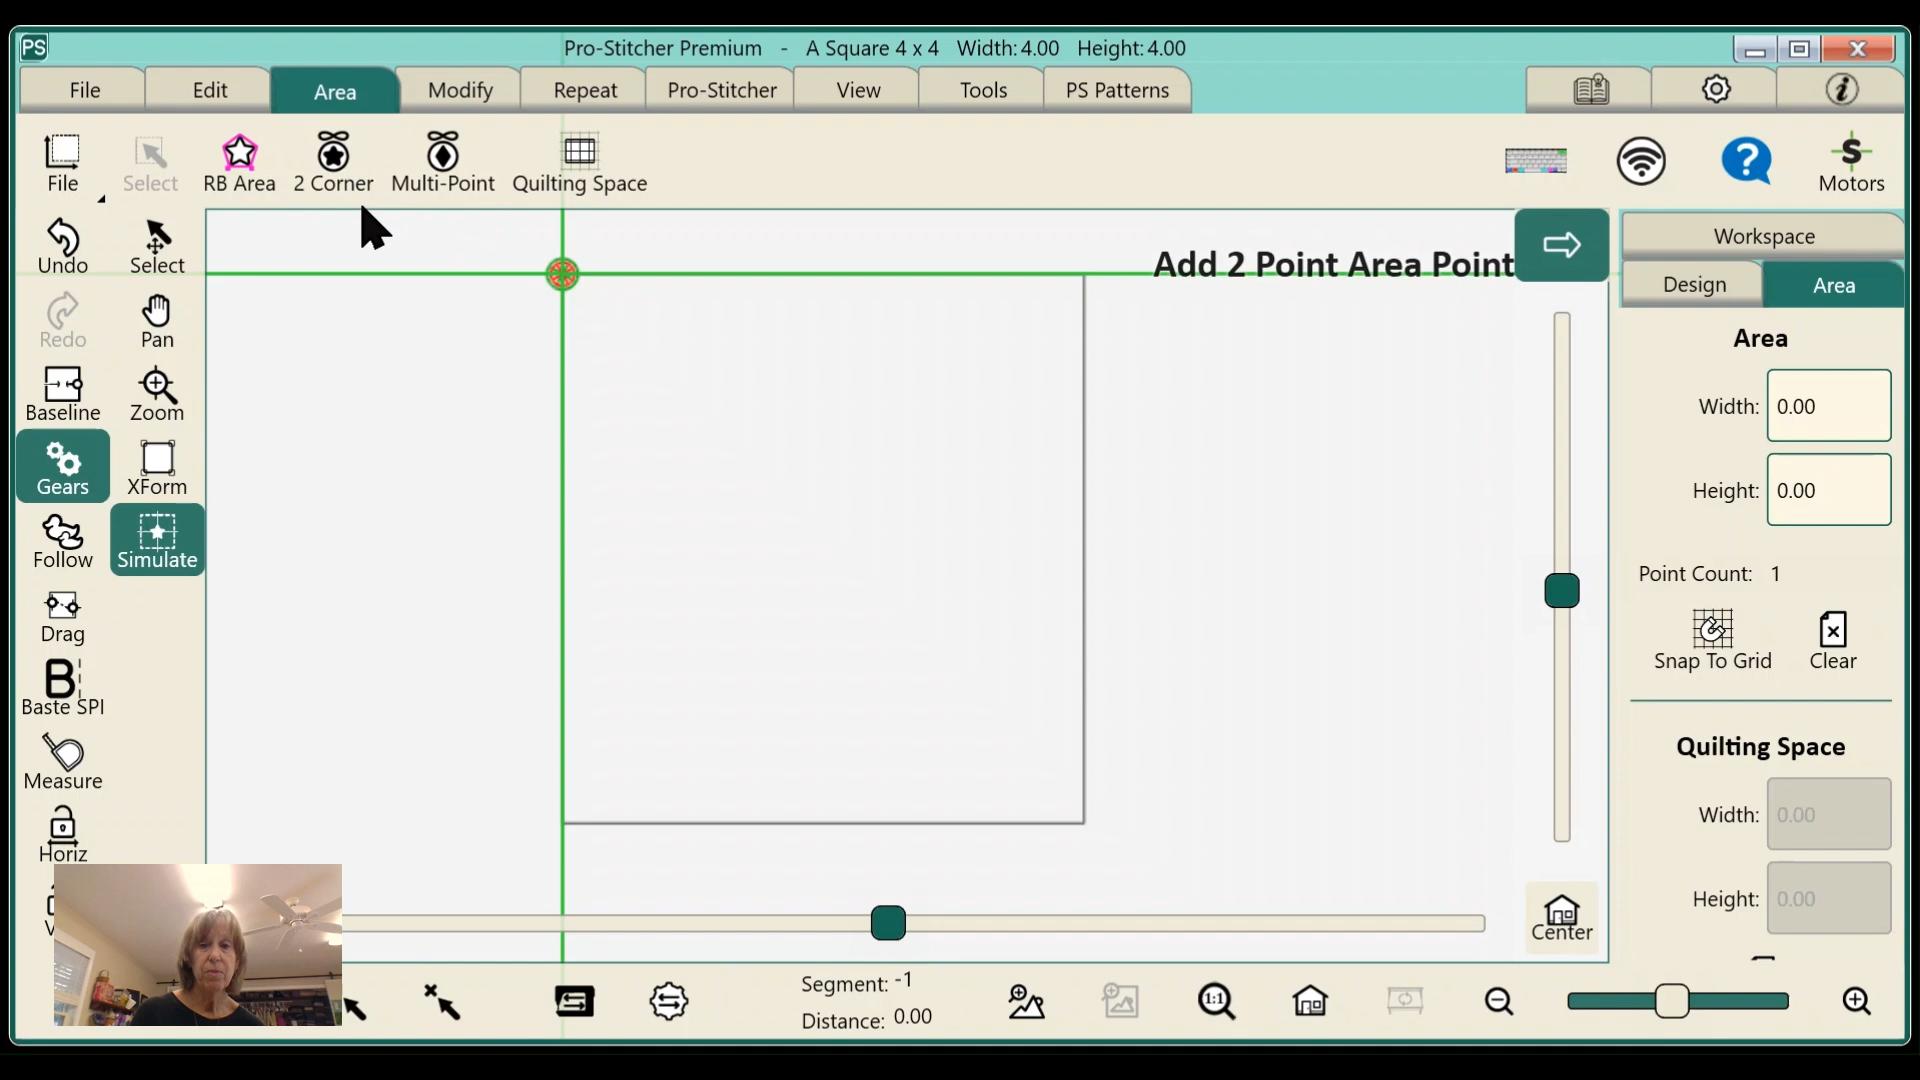 PS
Pro-Stitcher Premium - A Square 4 x 4 Width: 4.00 Height: 4.00
File Edit Area Modify Repeat Pro-Stitcher View Tools PS Patterns
File Select RB Area 2 Corner Multi-Point Quilting Space Motors
Undo Select
Redo Pan
Baseline Zoom
Gears XForm
Follow Simulate
Drag
Baste SPI
Measure
Horiz
Add 2 Point Area Point
Center
Workspace
Design Area
Area
Width: 0.00
Height: 0.00
Point Count: 1
Snap To Grid Clear
Quilting Space
Width: 0.00
Height: 0.00
Segment: -1
Distance: 0.00
1:1